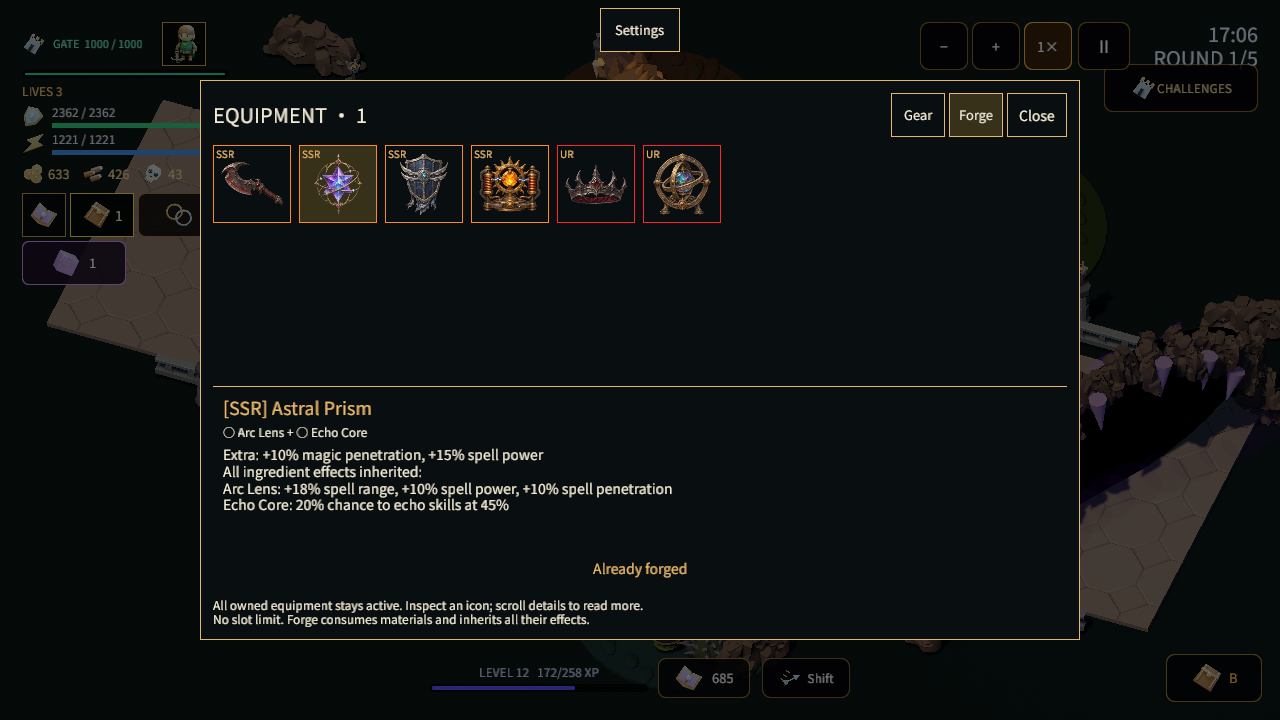 Settings
GATE 1000 / 1000
17:06
ROUND 1/5
− + 1× II
CHALLENGES
LIVES 3
2362 / 2362
1221 / 1221
633 426 43
1
1
EQUIPMENT • 1
Gear Forge Close
SSR SSR SSR SSR UR UR
[SSR] Astral Prism
○ Arc Lens + ○ Echo Core
Extra: +10% magic penetration, +15% spell power
All ingredient effects inherited:
Arc Lens: +18% spell range, +10% spell power, +10% spell penetration
Echo Core: 20% chance to echo skills at 45%
Already forged
All owned equipment stays active. Inspect an icon; scroll details to read more.
No slot limit. Forge consumes materials and inherits all their effects.
LEVEL 12 172/258 XP
685
Shift
B